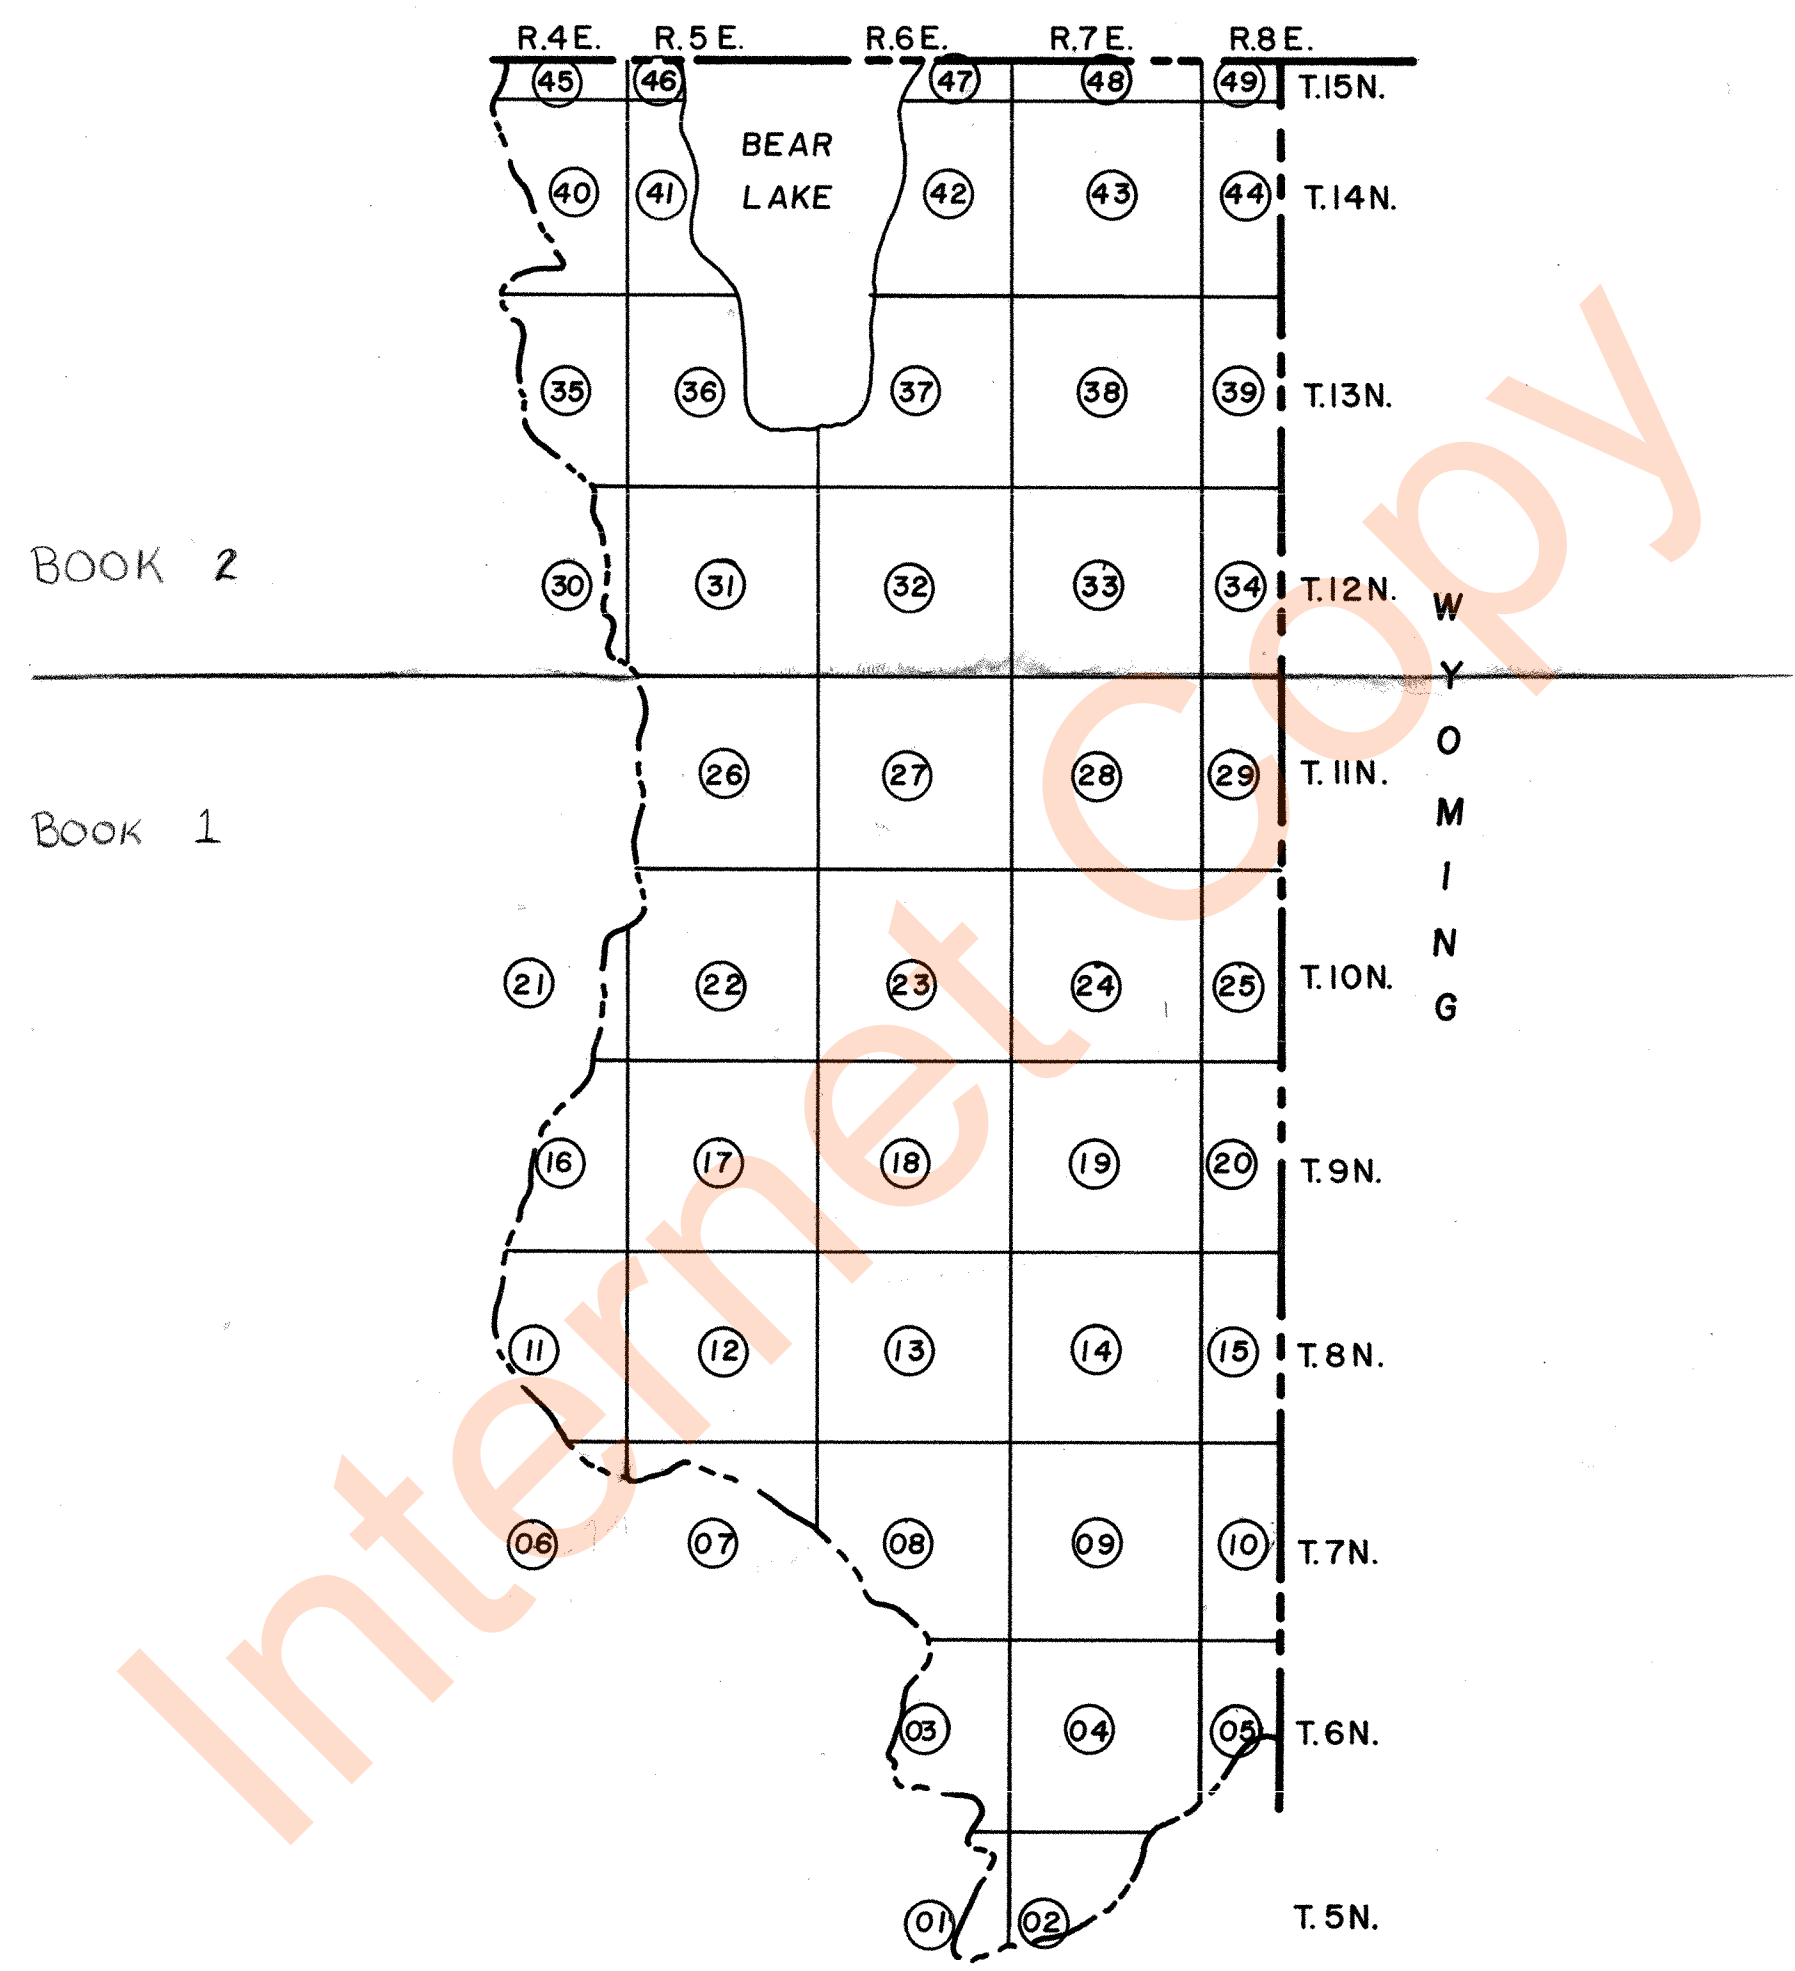 R.4E. R.5E. R.6E. R.7E. R.8E.
45 46 47 48 49 T.15N.
BEAR
LAKE
40 41 42 43 44 T.14N.
35 36 37 38 39 T.13N.
BOOK 2
30 31 32 33 34 T.12N.
WYOMING
26 27 28 29 T.11N.
BOOK 1
21 22 23 24 25 T.10N.
16 17 18 19 20 T.9N.
11 12 13 14 15 T.8N.
06 07 08 09 10 T.7N.
03 04 05 T.6N.
01 02 T.5N.
Internet Copy